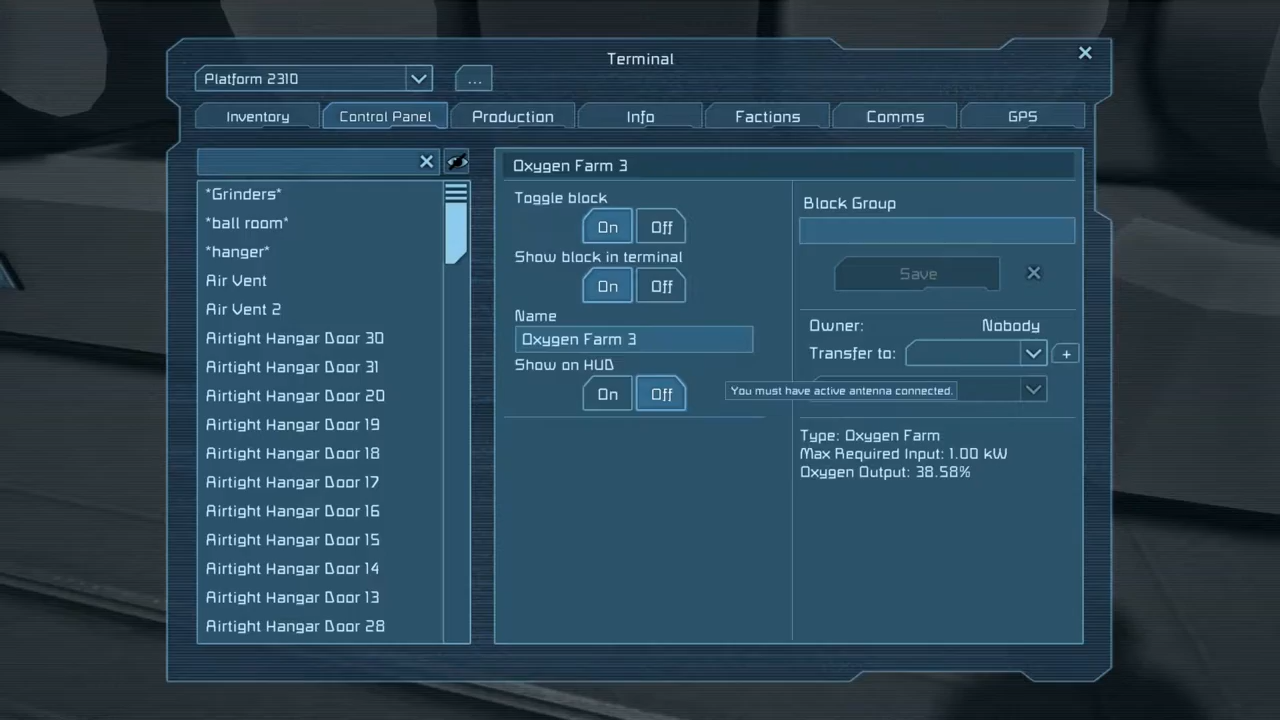 Terminal
Platform 2310
...
Inventory
Control Panel
Production
Info
Factions
Comms
GPS
*Grinders*
*ball room*
*hanger*
Air Vent
Air Vent 2
Airtight Hangar Door 30
Airtight Hangar Door 31
Airtight Hangar Door 20
Airtight Hangar Door 19
Airtight Hangar Door 18
Airtight Hangar Door 17
Airtight Hangar Door 16
Airtight Hangar Door 15
Airtight Hangar Door 14
Airtight Hangar Door 13
Airtight Hangar Door 28
Oxygen Farm 3
Toggle block
On Off
Show block in terminal
On Off
Name
Oxygen Farm 3
Show on HUD
On Off
Block Group
Save
Owner: Nobody
Transfer to: +
You must have active antenna connected.
Type: Oxygen Farm
Max Required Input: 1.00 kW
Oxygen Output: 38.58%